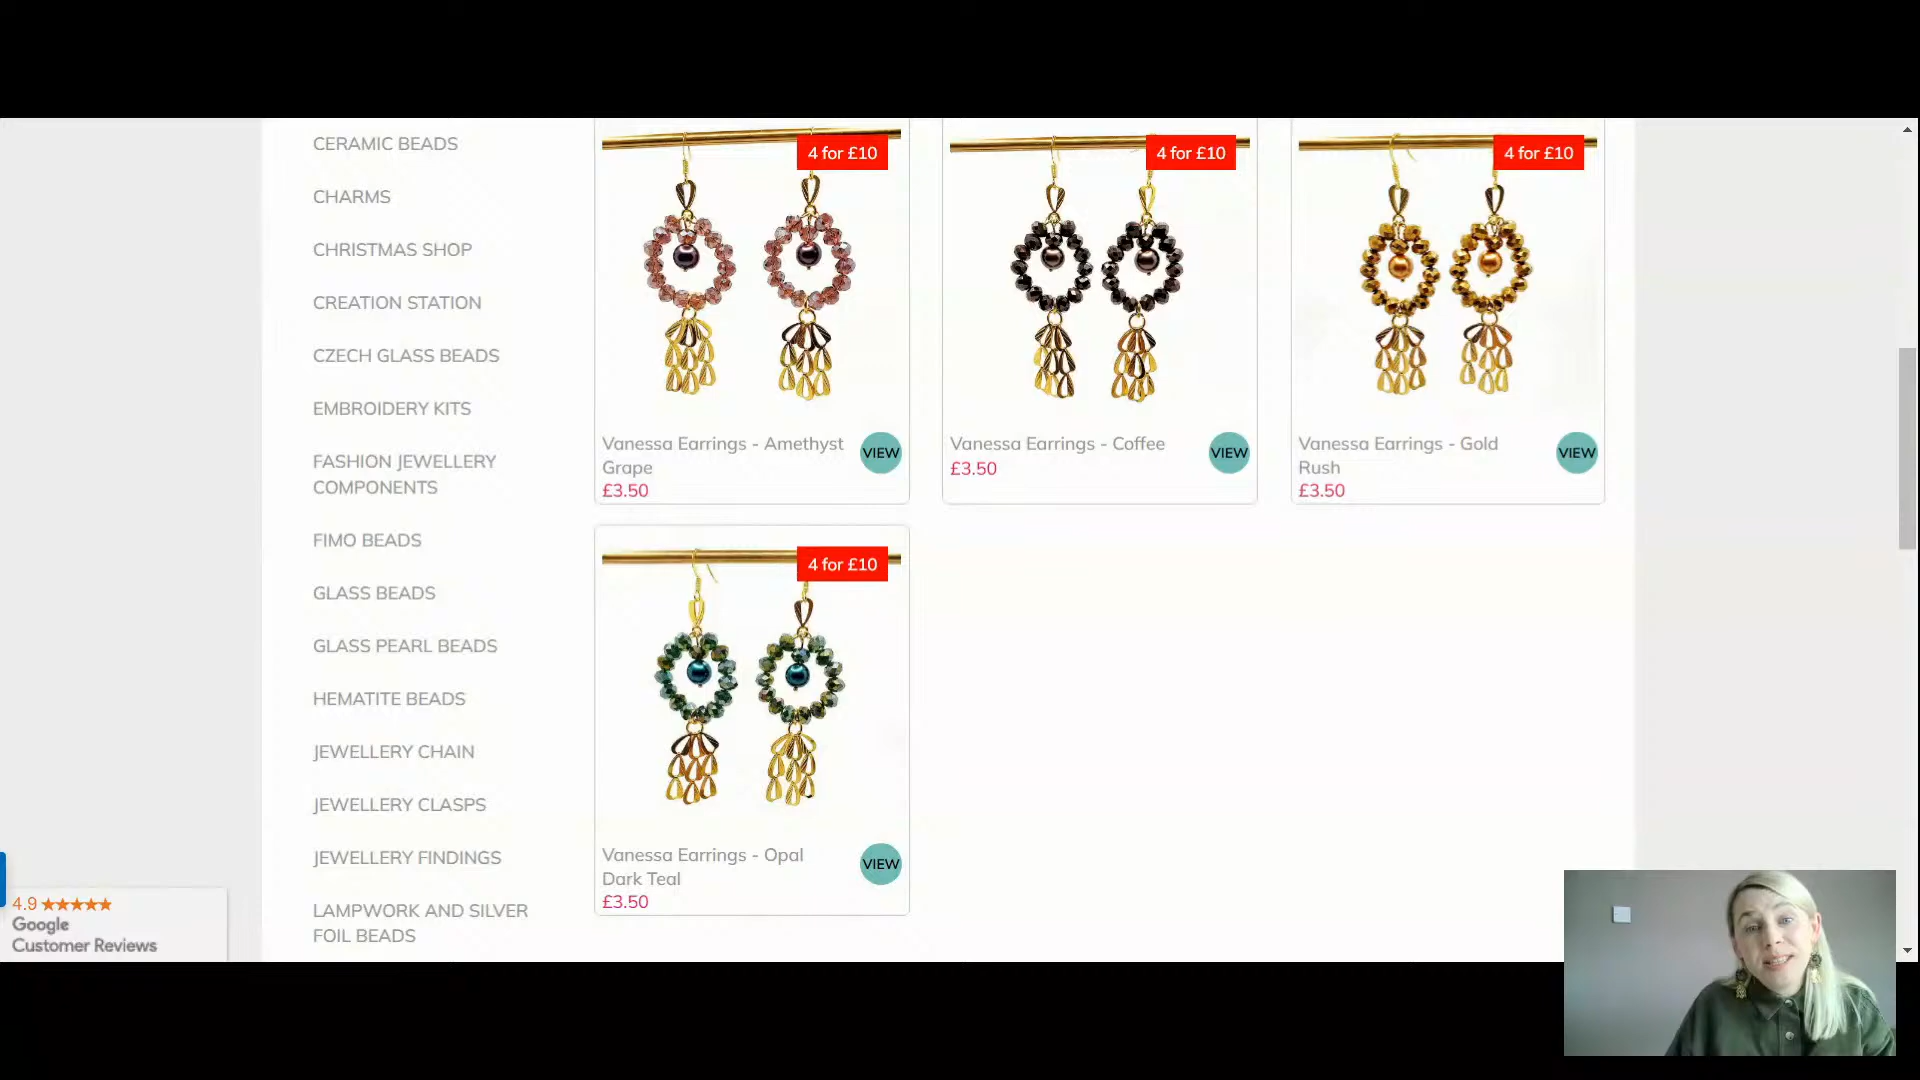 CERAMIC BEADS
CHARMS
CHRISTMAS SHOP
CREATION STATION
CZECH GLASS BEADS
EMBROIDERY KITS
FASHION JEWELLERY
COMPONENTS
FIMO BEADS
GLASS BEADS
GLASS PEARL BEADS
HEMATITE BEADS
JEWELLERY CHAIN
JEWELLERY CLASPS
JEWELLERY FINDINGS
LAMPWORK AND SILVER
FOIL BEADS
4 for £10
Vanessa Earrings - Amethyst
Grape
£3.50
VIEW
4 for £10
Vanessa Earrings - Coffee
£3.50
VIEW
4 for £10
Vanessa Earrings - Gold
Rush
£3.50
VIEW
4 for £10
Vanessa Earrings - Opal
Dark Teal
£3.50
VIEW
4.9 ★★★★★
Google
Customer Reviews